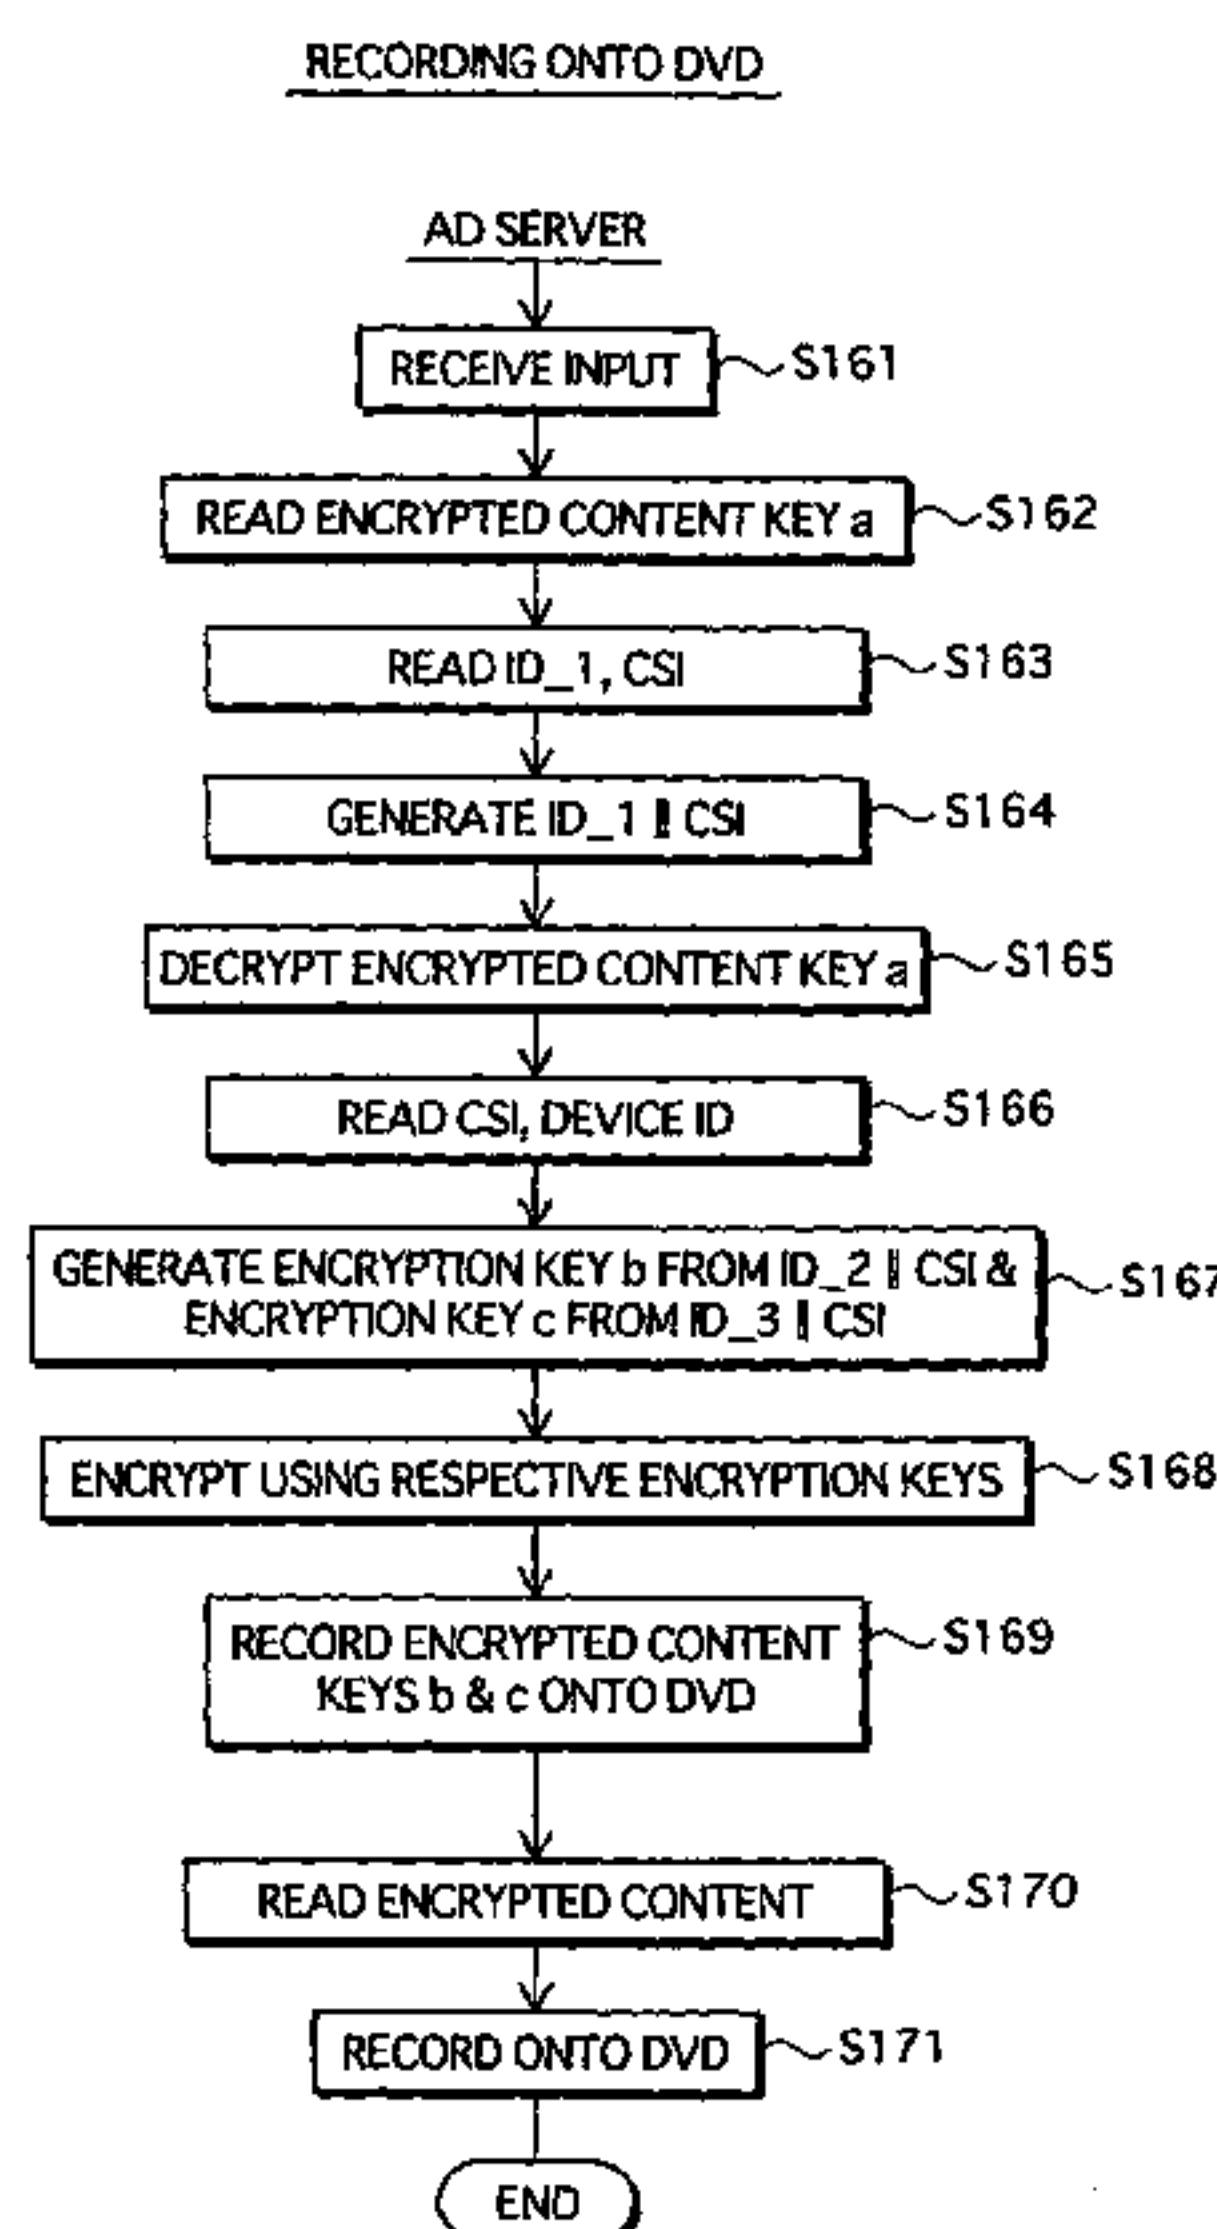 RECORDING ONTO DVD
AD SERVER
RECEIVE INPUT
S161
READ ENCRYPTED CONTENT KEY a
S162
READ ID_1, CSI
S163
GENERATE ID_1 || CSI
S164
DECRYPT ENCRYPTED CONTENT KEY a
S165
READ CSI, DEVICE ID
S166
GENERATE ENCRYPTION KEY b FROM ID_2 || CSI &
ENCRYPTION KEY c FROM ID_3 || CSI
S167
ENCRYPT USING RESPECTIVE ENCRYPTION KEYS
S168
RECORD ENCRYPTED CONTENT
KEYS b & c ONTO DVD
S169
READ ENCRYPTED CONTENT
S170
RECORD ONTO DVD
S171
END